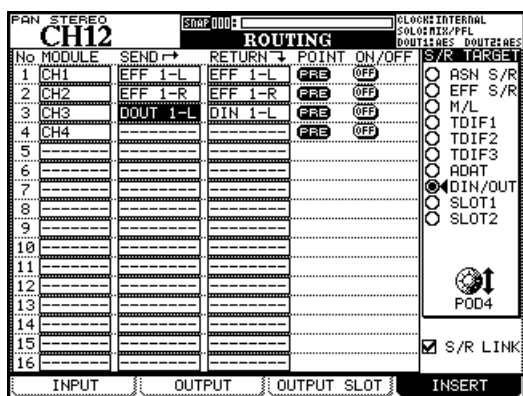 PAN STEREO
CH12
SNAP 000:[
ROUTING
CLOCK:INTERNAL
SOLO:MIX/PFL
DOUT1:AES DOUT2:AES
No MODULE SEND RETURN POINT ON/OFF S/R TARGET
1 CH1 EFF 1-L EFF 1-L PRE OFF
2 CH2 EFF 1-R EFF 1-R PRE OFF
3 CH3 DOUT 1-L DIN 1-L PRE OFF
4 CH4 ------- ------- PRE OFF
5 ------- ------- -------
6 ------- ------- -------
7 ------- ------- -------
8 ------- ------- -------
9 ------- ------- -------
10 ------- ------- -------
11 ------- ------- -------
12 ------- ------- -------
13 ------- ------- -------
14 ------- ------- -------
15 ------- ------- -------
16 ------- ------- -------
ASN S/R
EFF S/R
M/L
TDIF1
TDIF2
TDIF3
ADAT
DIN/OUT
SLOT1
SLOT2
POD4
S/R LINK
INPUT OUTPUT OUTPUT SLOT INSERT